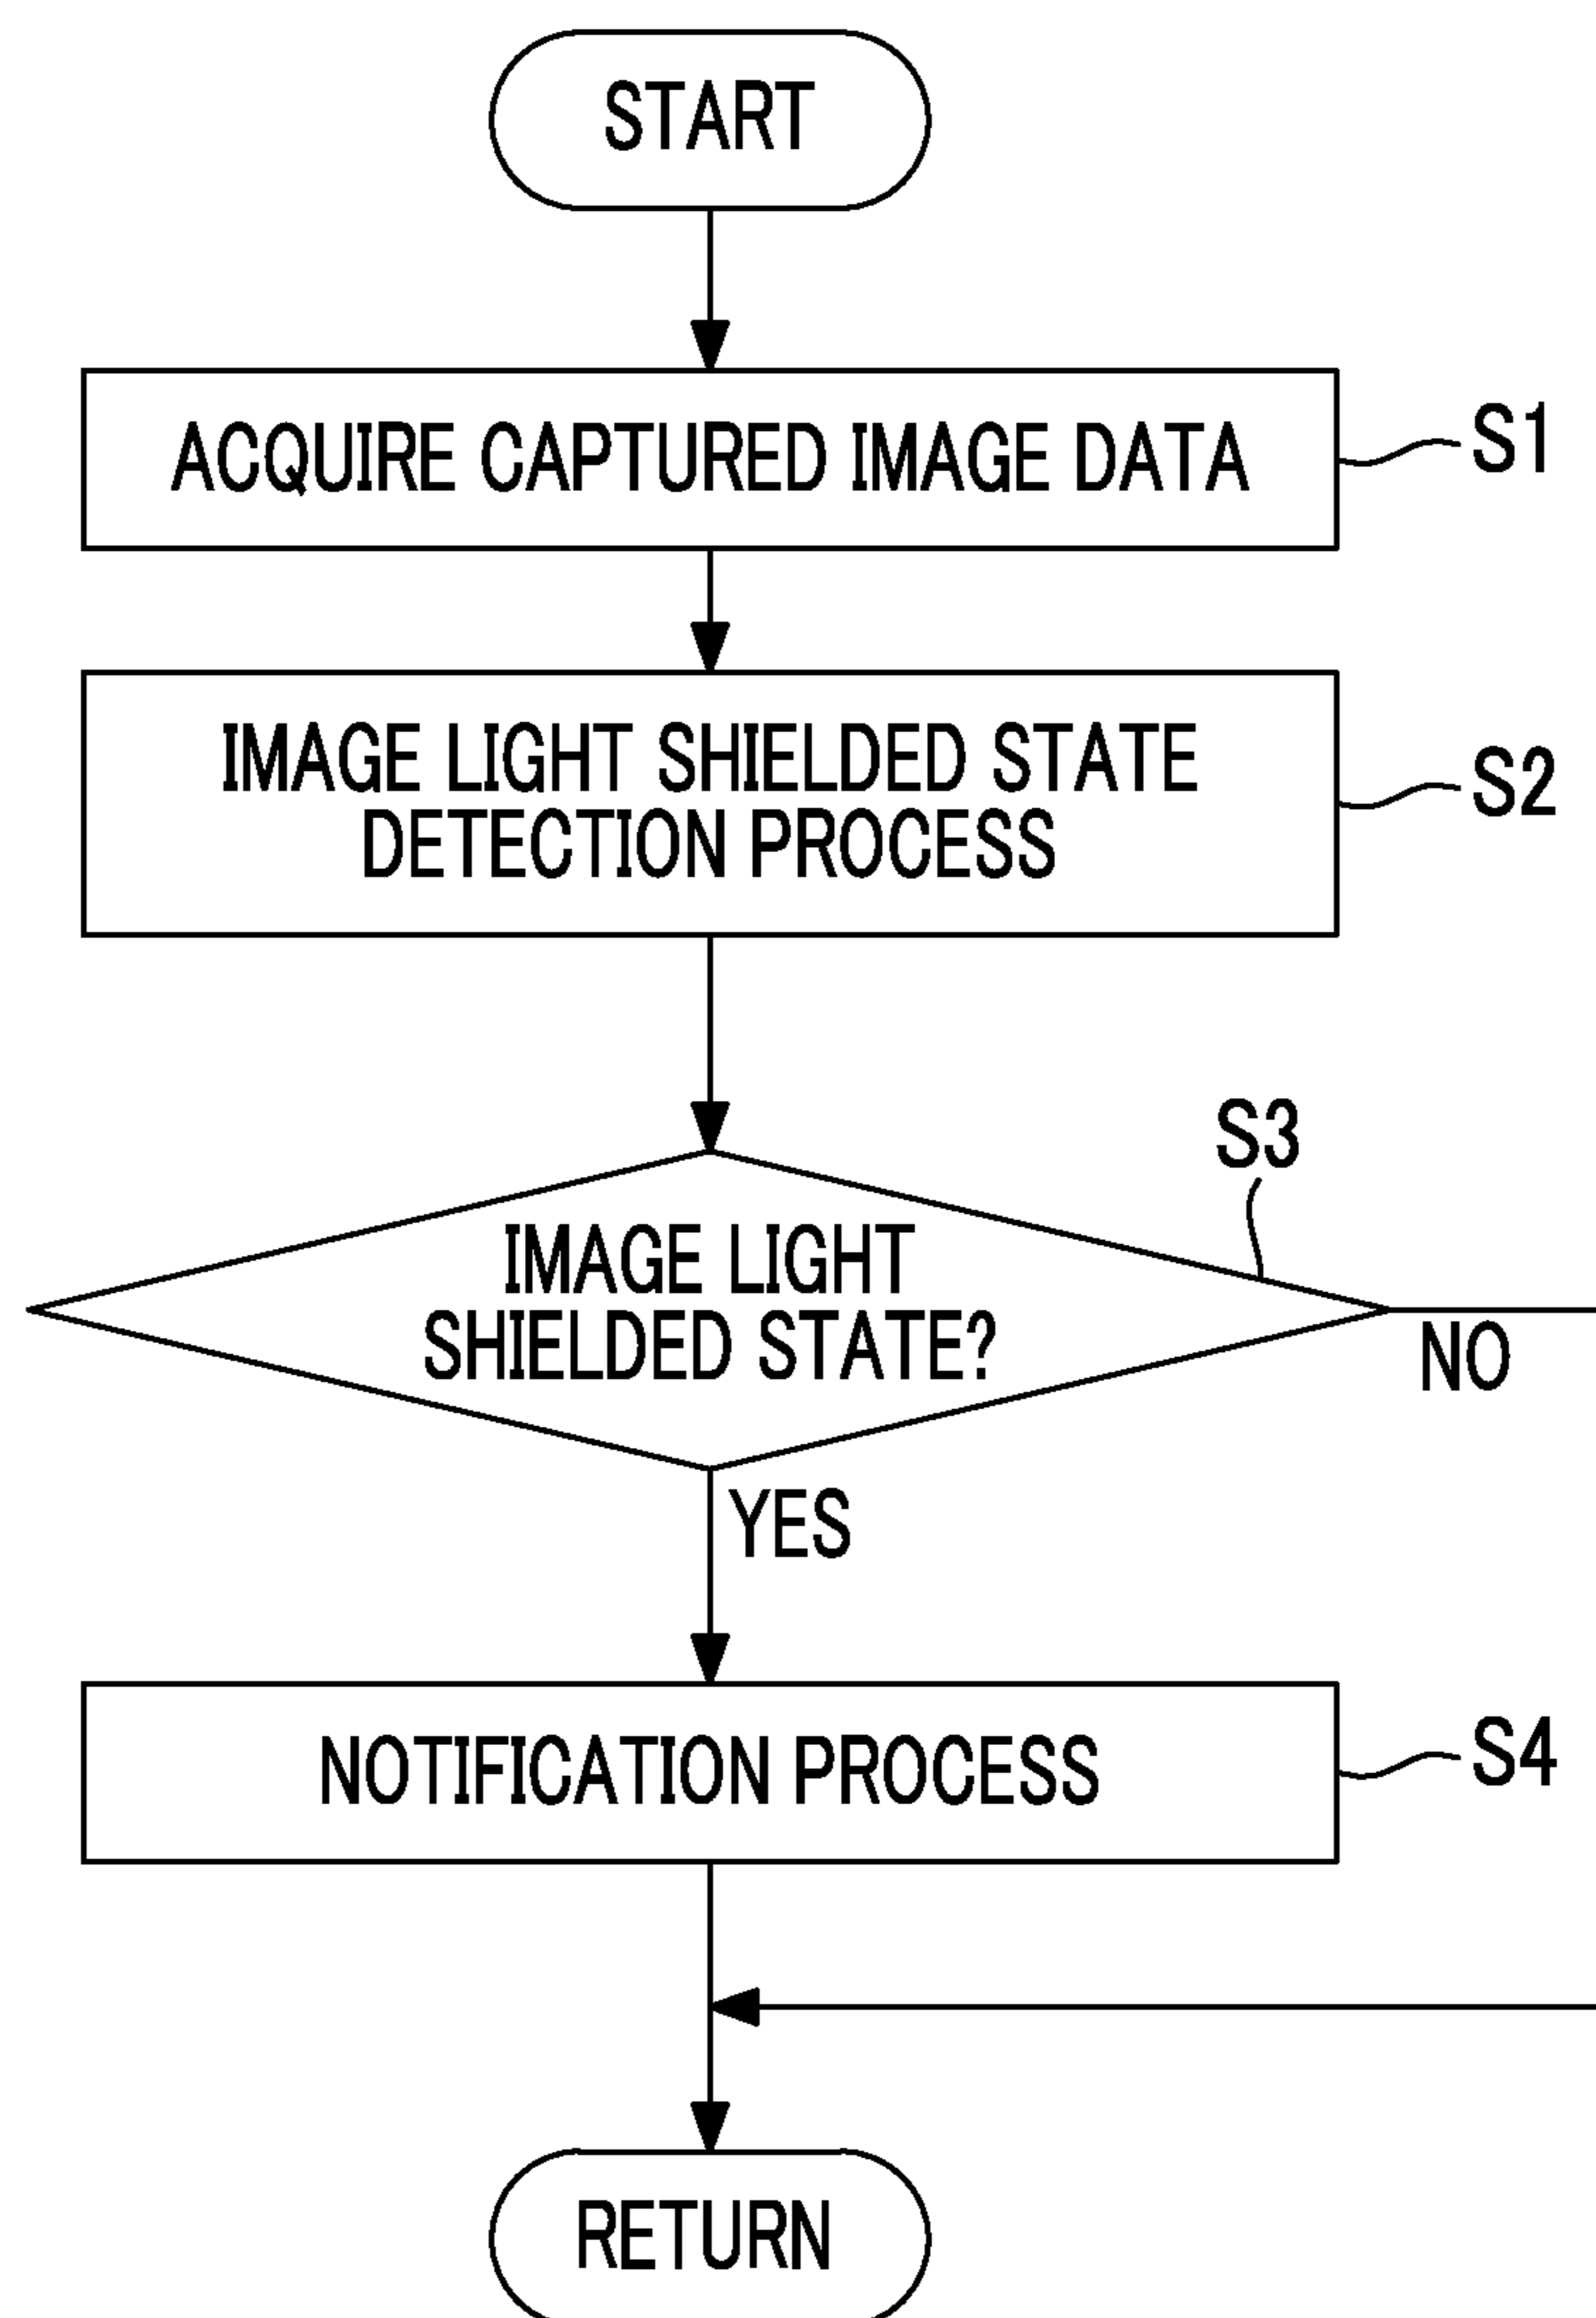 START
ACQUIRE CAPTURED IMAGE DATA
S1
IMAGE LIGHT SHIELDED STATE
DETECTION PROCESS
S2
S3
IMAGE LIGHT
SHIELDED STATE?
NO
YES
NOTIFICATION PROCESS
S4
RETURN